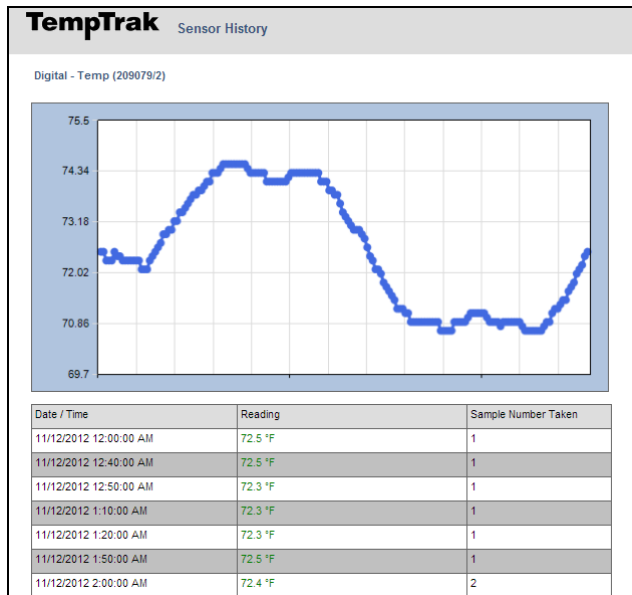 TempTrak Sensor History
Digital - Temp (209079/2)
75.5
74.34
73.18
72.02
70.86
69.7
Date / Time Reading Sample Number Taken
11/12/2012 12:00:00 AM 72.5 °F 1
11/12/2012 12:40:00 AM 72.5 °F 1
11/12/2012 12:50:00 AM 72.3 °F 1
11/12/2012 1:10:00 AM 72.3 °F 1
11/12/2012 1:20:00 AM 72.3 °F 1
11/12/2012 1:50:00 AM 72.5 °F 1
11/12/2012 2:00:00 AM 72.4 °F 2